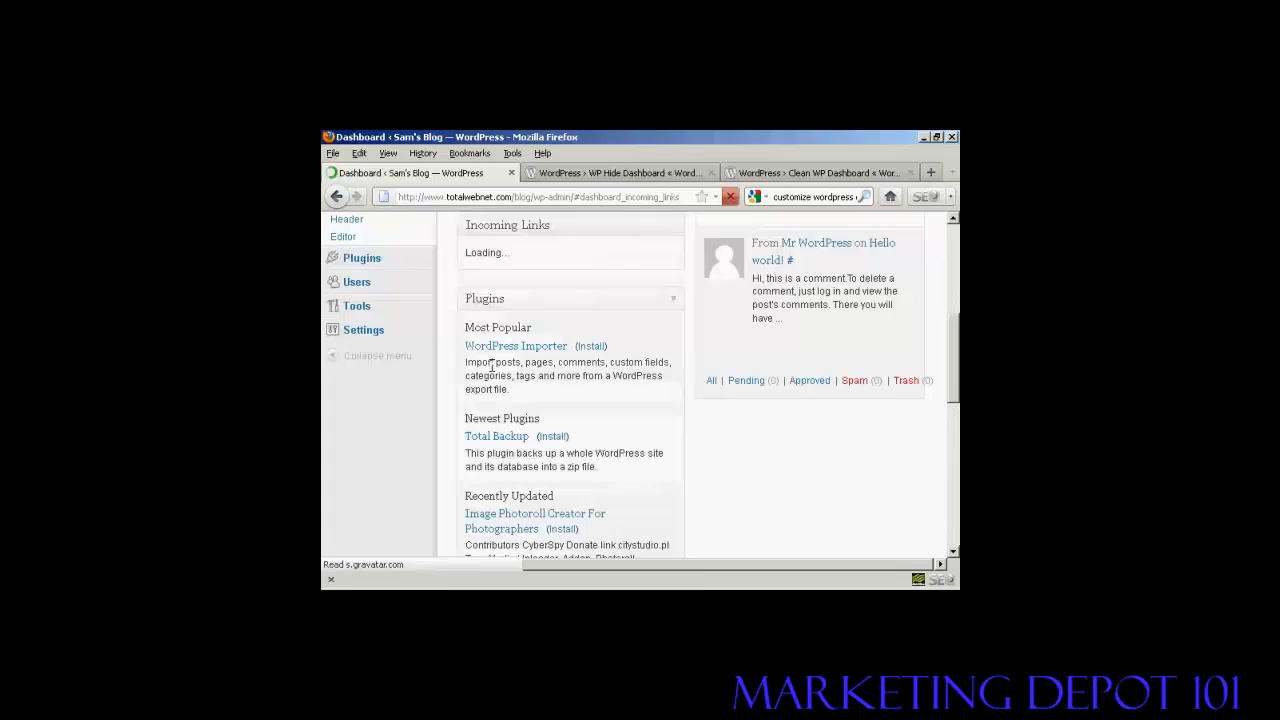 Dashboard ‹ Sam's Blog — WordPress - Mozilla Firefox
File Edit View History Bookmarks Tools Help
Dashboard ‹ Sam's Blog — WordPress
WordPress › WP Hide Dashboard « Word...
WordPress › Clean WP Dashboard « Wor...
http://www.totalwebnet.com/blog/wp-admin/#dashboard_incoming_links
customize wordpress
SEO
Header
Editor
Plugins
Users
Tools
Settings
Collapse menu
Incoming Links
Loading...
Plugins
Most Popular
WordPress Importer (Install)
Import posts, pages, comments, custom fields,
categories, tags and more from a WordPress
export file.
Newest Plugins
Total Backup (Install)
This plugin backs up a whole WordPress site
and its database into a zip file.
Recently Updated
Image Photoroll Creator For
Photographers (Install)
Contributors CyberSpy Donate link citystudio.pl
From Mr WordPress on Hello
world! #
Hi, this is a comment.To delete a
comment, just log in and view the
post's comments. There you will
have ...
All | Pending (0) | Approved | Spam (0) | Trash (0)
Read s.gravatar.com
SEO
MARKETING DEPOT 101